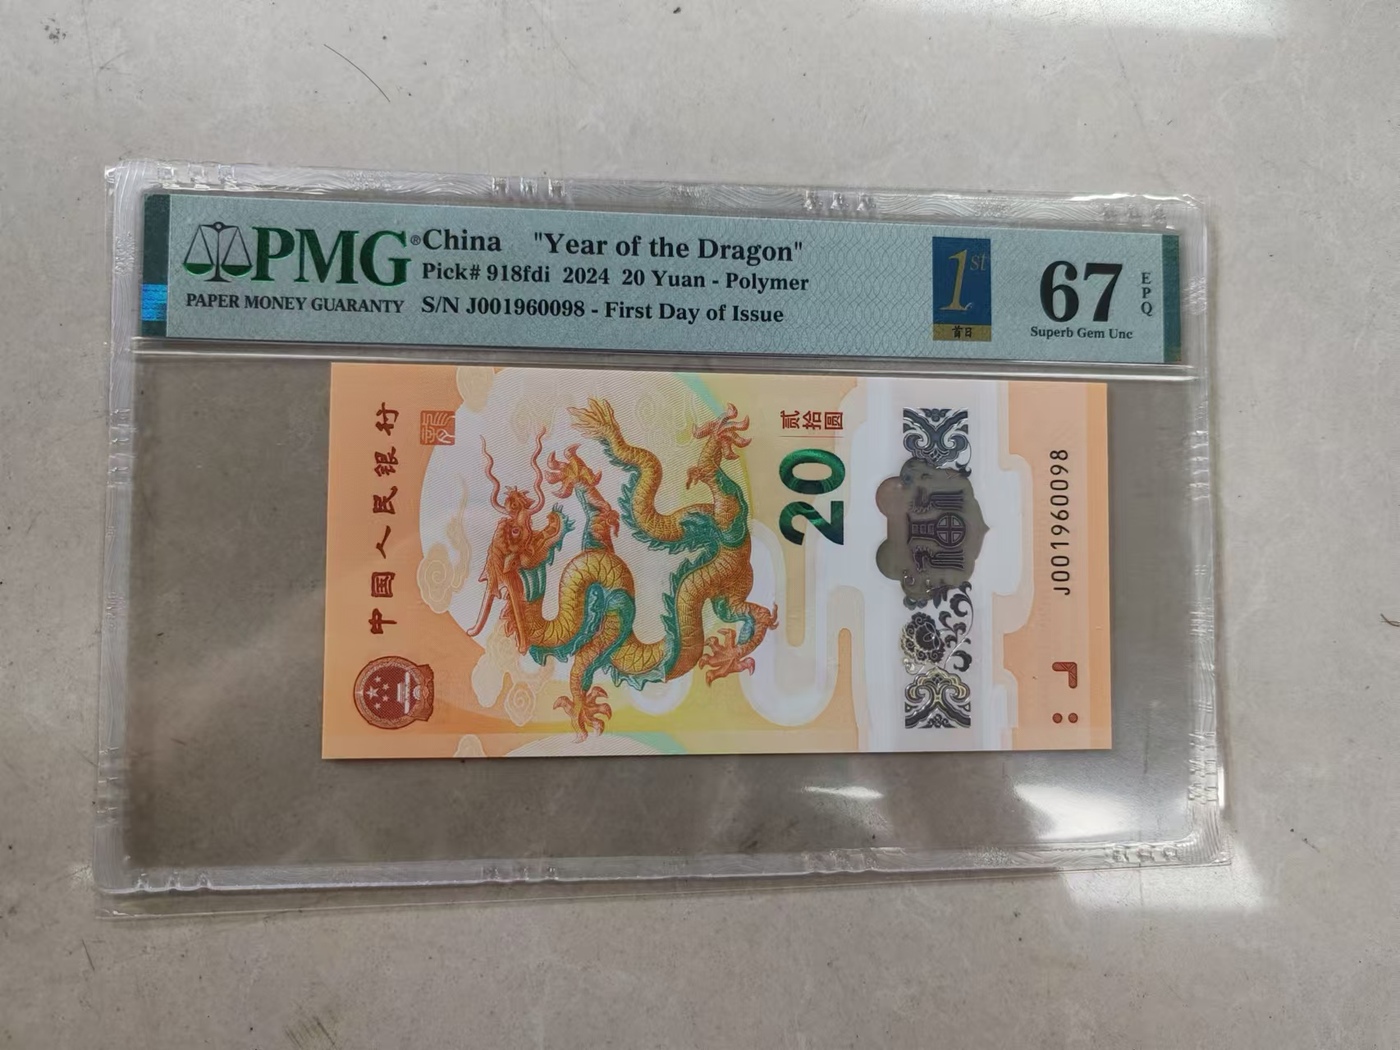 PMG®
PAPER MONEY GUARANTY
China "Year of the Dragon"
Pick# 918fdi 2024 20 Yuan - Polymer
S/N J001960098 - First Day of Issue
1st
首日
67
EPQ
Superb Gem Unc
中国人民银行
贰拾圆
20
福
J001960098